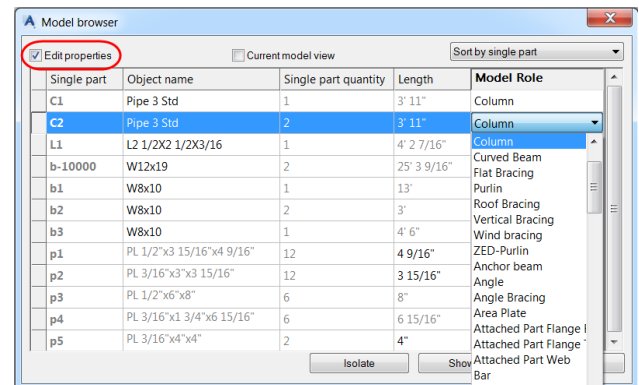 Model browser
Edit properties Current model view Sort by single part
Single part Object name Single part quantity Length Model Role
C1 Pipe 3 Std 1 3' 11" Column
C2 Pipe 3 Std 2 3' 11" Column
L1 L2 1/2X2 1/2X3/16 1 4' 2 7/16" Column
Curved Beam
b-10000 W12x19 2 25' 3 9/16" Flat Bracing
Purlin
b1 W8x10 1 13'
b2 W8x10 2 3' Roof Bracing
Vertical Bracing
b3 W8x10 1 4' 6" Wind bracing
p1 PL 1/2"x3 15/16"x4 9/16" 12 4 9/16" ZED-Purlin
Anchor beam
p2 PL 3/16"x3"x3 15/16" 12 3 15/16" Angle
p3 PL 1/2"x6"x8" 6 8" Angle Bracing
p4 PL 3/16"x1 3/4"x6 15/16" 6 6 15/16" Area Plate
Attached Part Flange
p5 PL 3/16"x4"x4" 2 4" Attached Part Flange
Isolate Attached Part Web
Bar